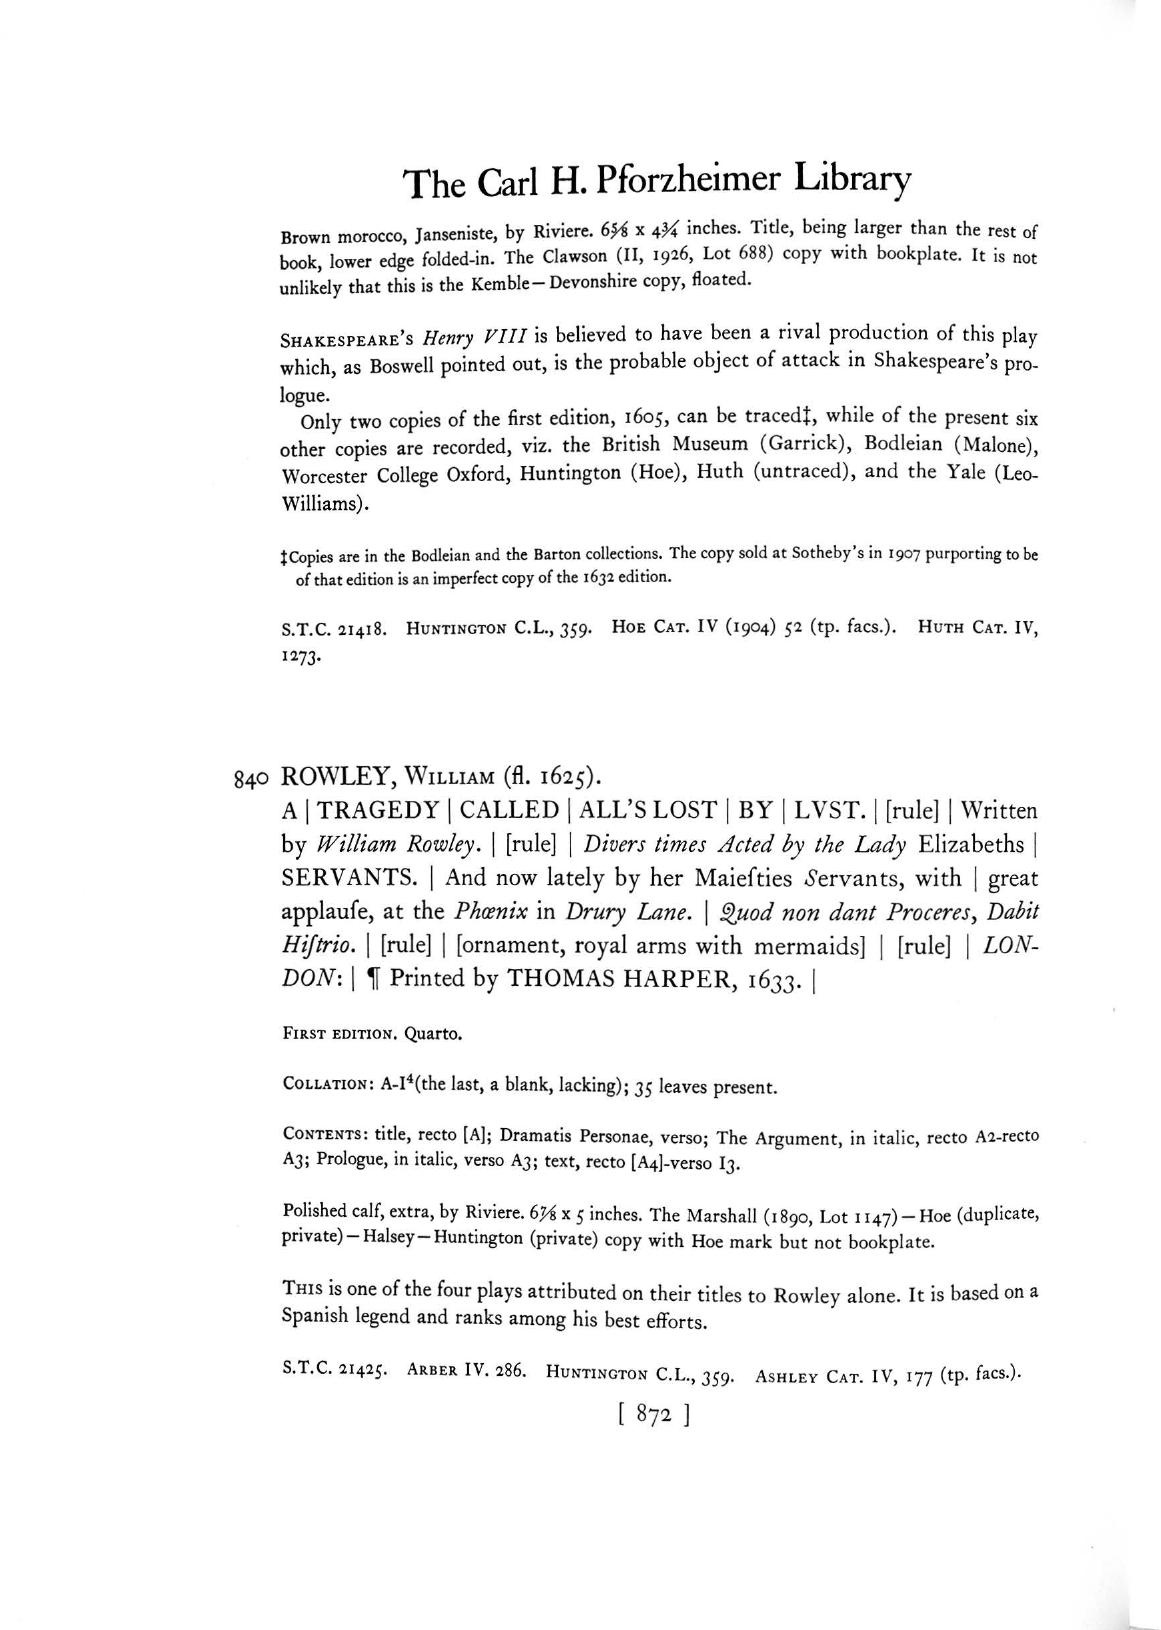 The Carl H. Pforzheimer Library
Brown morocco, Janseniste, by Riviere. 6⅝ x 4¾ inches. Title, being larger than the rest of
book, lower edge folded-in. The Clawson (II, 1926, Lot 688) copy with bookplate. It is not
unlikely that this is the Kemble—Devonshire copy, floated.
SHAKESPEARE's Henry VIII is believed to have been a rival production of this play
which, as Boswell pointed out, is the probable object of attack in Shakespeare's pro-
logue.
Only two copies of the first edition, 1605, can be traced‡, while of the present six
other copies are recorded, viz. the British Museum (Garrick), Bodleian (Malone),
Worcester College Oxford, Huntington (Hoe), Huth (untraced), and the Yale (Leo-
Williams).
‡Copies are in the Bodleian and the Barton collections. The copy sold at Sotheby's in 1907 purporting to be
of that edition is an imperfect copy of the 1632 edition.
S.T.C. 21418. HUNTINGTON C.L., 359. HOE CAT. IV (1904) 52 (tp. facs.). HUTH CAT. IV,
1273.
840 ROWLEY, WILLIAM (fl. 1625).
A | TRAGEDY | CALLED | ALL'S LOST | BY | LVST. | [rule] | Written
by William Rowley. | [rule] | Divers times Acted by the Lady Elizabeths |
SERVANTS. | And now lately by her Maieſties Servants, with | great
applauſe, at the Phœnix in Drury Lane. | Quod non dant Proceres, Dabit
Hiſtrio. | [rule] | [ornament, royal arms with mermaids] | [rule] | LON-
DON: | ¶ Printed by THOMAS HARPER, 1633. |
FIRST EDITION. Quarto.
COLLATION: A-I⁴(the last, a blank, lacking); 35 leaves present.
CONTENTS: title, recto [A]; Dramatis Personae, verso; The Argument, in italic, recto A2-recto
A3; Prologue, in italic, verso A3; text, recto [A4]-verso I3.
Polished calf, extra, by Riviere. 6⅞ x 5 inches. The Marshall (1890, Lot 1147)—Hoe (duplicate,
private)—Halsey—Huntington (private) copy with Hoe mark but not bookplate.
THIS is one of the four plays attributed on their titles to Rowley alone. It is based on a
Spanish legend and ranks among his best efforts.
S.T.C. 21425. ARBER IV. 286. HUNTINGTON C.L., 359. ASHLEY CAT. IV, 177 (tp. facs.).
[ 872 ]